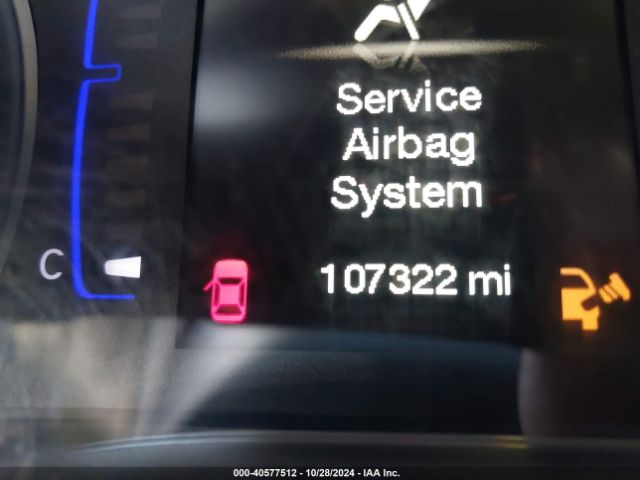 Service
Airbag
System
C
107322 mi
000-40577512 - 10/28/2024 - IAA Inc.